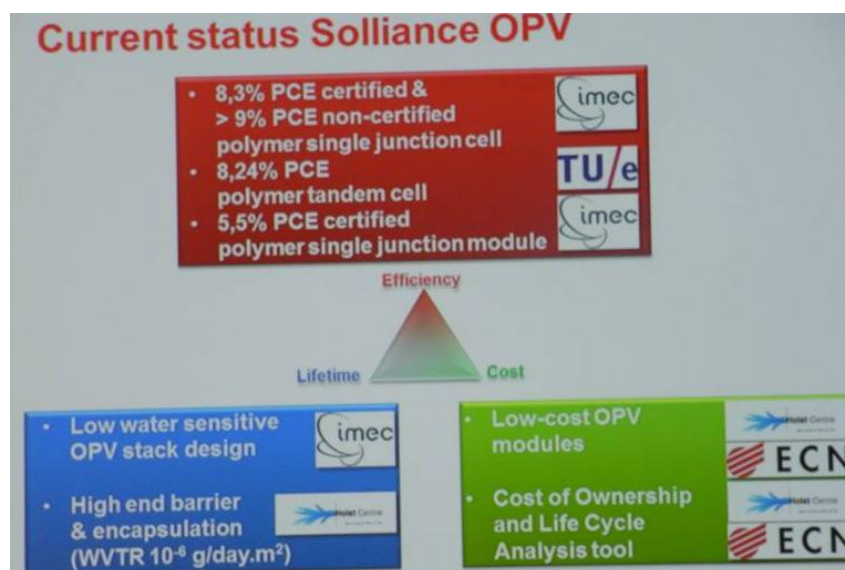 Current status Solliance OPV
• 8,3% PCE certified &
> 9% PCE non-certified
polymer single junction cell
• 8,24% PCE
polymer tandem cell
• 5,5% PCE certified
polymer single junction module
imec
TU/e
imec
Efficiency
Lifetime
Cost
• Low water sensitive
OPV stack design
imec
• High end barrier
& encapsulation
(WVTR 10⁻⁶ g/day.m²)
Holst Centre
• Low-cost OPV
modules
Holst Centre
ECN
• Cost of Ownership
and Life Cycle
Analysis tool
Holst Centre
ECN